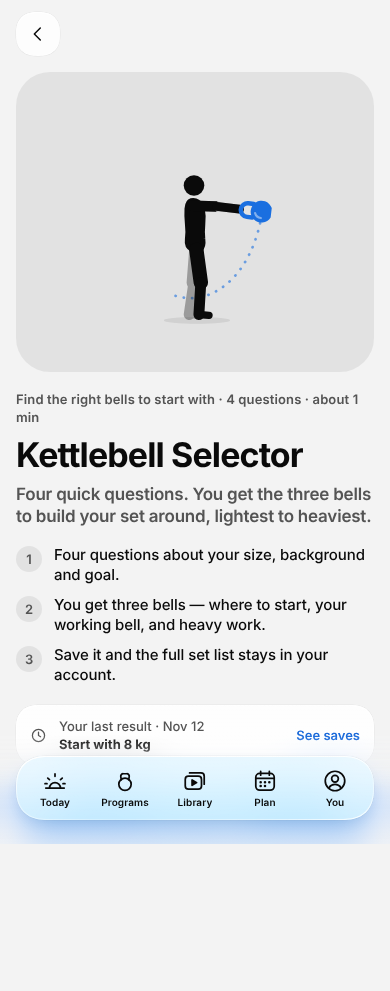 Find the right bells to start with · 4 questions · about 1
min
Kettlebell Selector
Four quick questions. You get the three bells
to build your set around, lightest to heaviest.
1
Four questions about your size, background
and goal.
2
You get three bells — where to start, your
working bell, and heavy work.
3
Save it and the full set list stays in your
account.
Your last result · Nov 12
Start with 8 kg
See saves
Today
Programs
Library
Plan
You